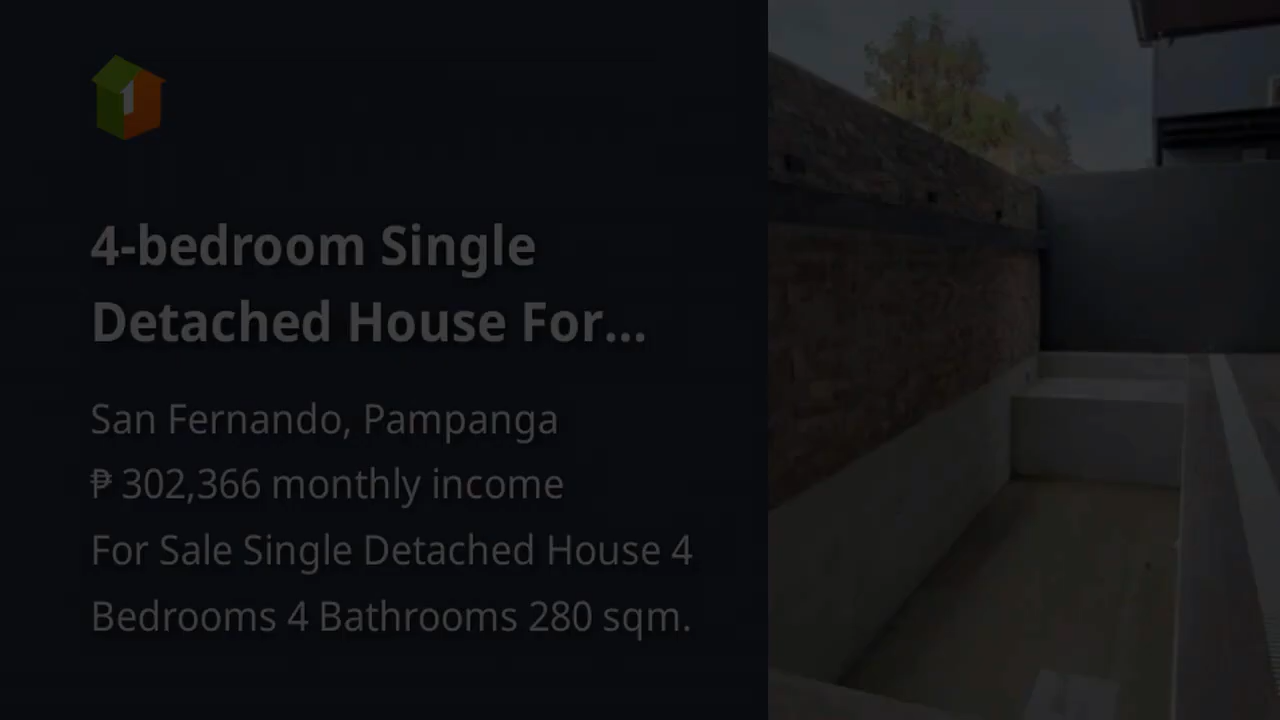 4-bedroom Single
Detached House For...
San Fernando, Pampanga
₱ 302,366 monthly income
For Sale Single Detached House 4
Bedrooms 4 Bathrooms 280 sqm.